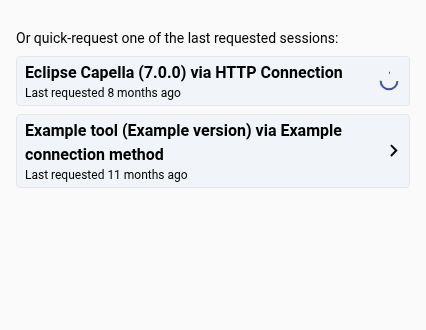 Or quick-request one of the last requested sessions:
Eclipse Capella (7.0.0) via HTTP Connection
Last requested 8 months ago
Example tool (Example version) via Example
connection method
Last requested 11 months ago